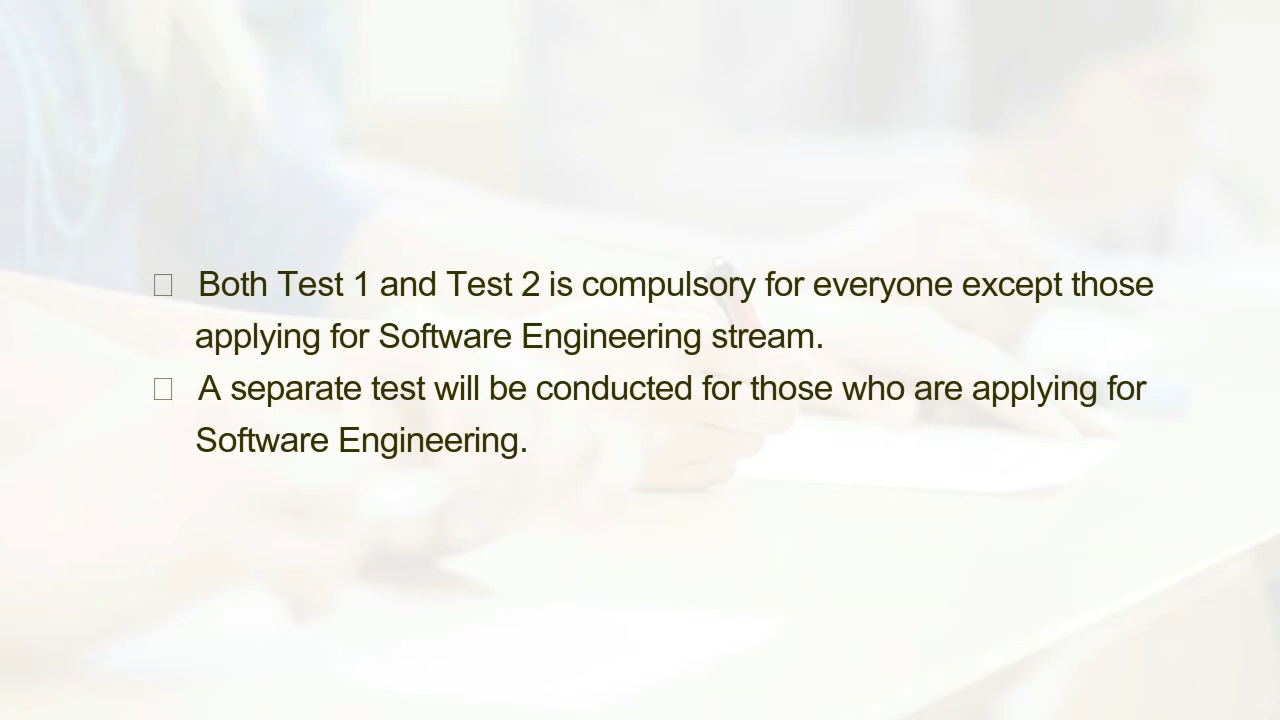 Both Test 1 and Test 2 is compulsory for everyone except those
applying for Software Engineering stream.
A separate test will be conducted for those who are applying for
Software Engineering.